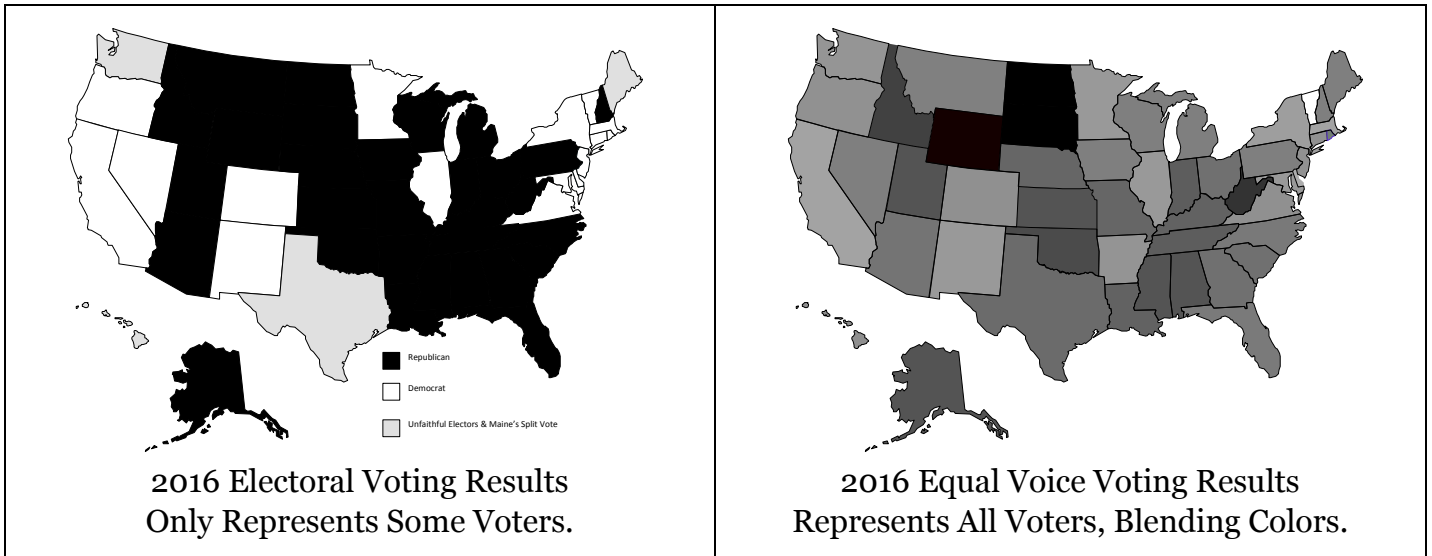 Republican
Democrat
Unfaithful Electors & Maine's Split Vote
2016 Electoral Voting Results
Only Represents Some Voters.
2016 Equal Voice Voting Results
Represents All Voters, Blending Colors.